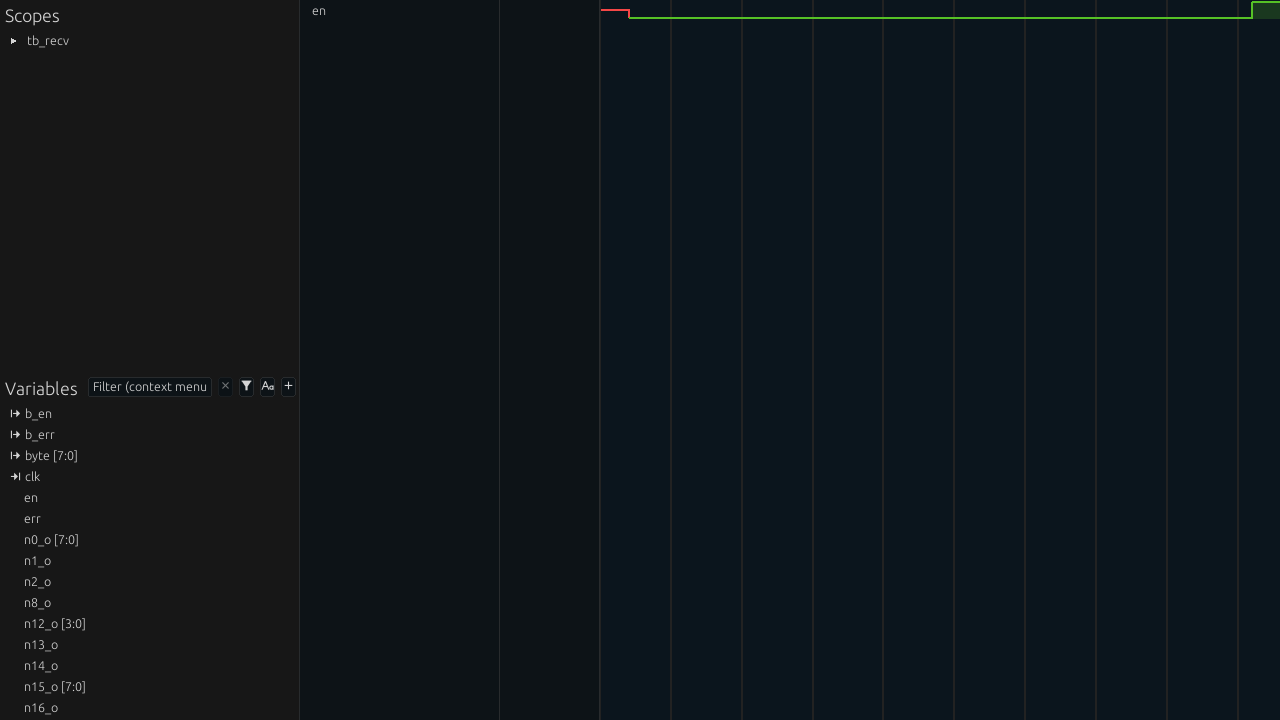 Scopes
tb_recv
en
Variables
Filter (context menu
Aa
+
b_en
b_err
byte [7:0]
clk
en
err
n0_o [7:0]
n1_o
n2_o
n8_o
n12_o [3:0]
n13_o
n14_o
n15_o [7:0]
n16_o